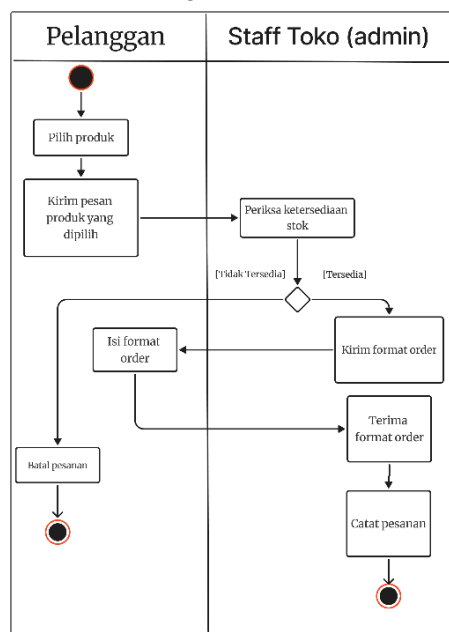 Pelanggan
Staff Toko (admin)
Pilih produk
Kirim pesan
produk yang
dipilih
Periksa ketersediaan
stok
[Tidak Tersedia]
[Tersedia]
Isi format
order
Kirim format order
Terima
format order
Batal pesanan
Catat pesanan